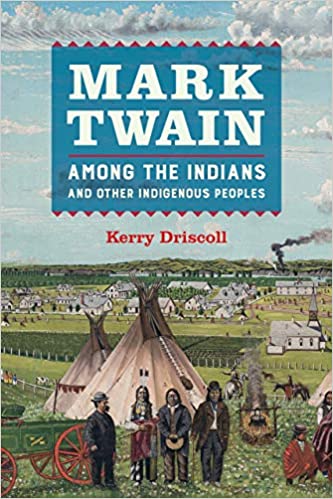 MARK
TWAIN
AMONG THE INDIANS
AND OTHER INDIGENOUS PEOPLES
Kerry Driscoll